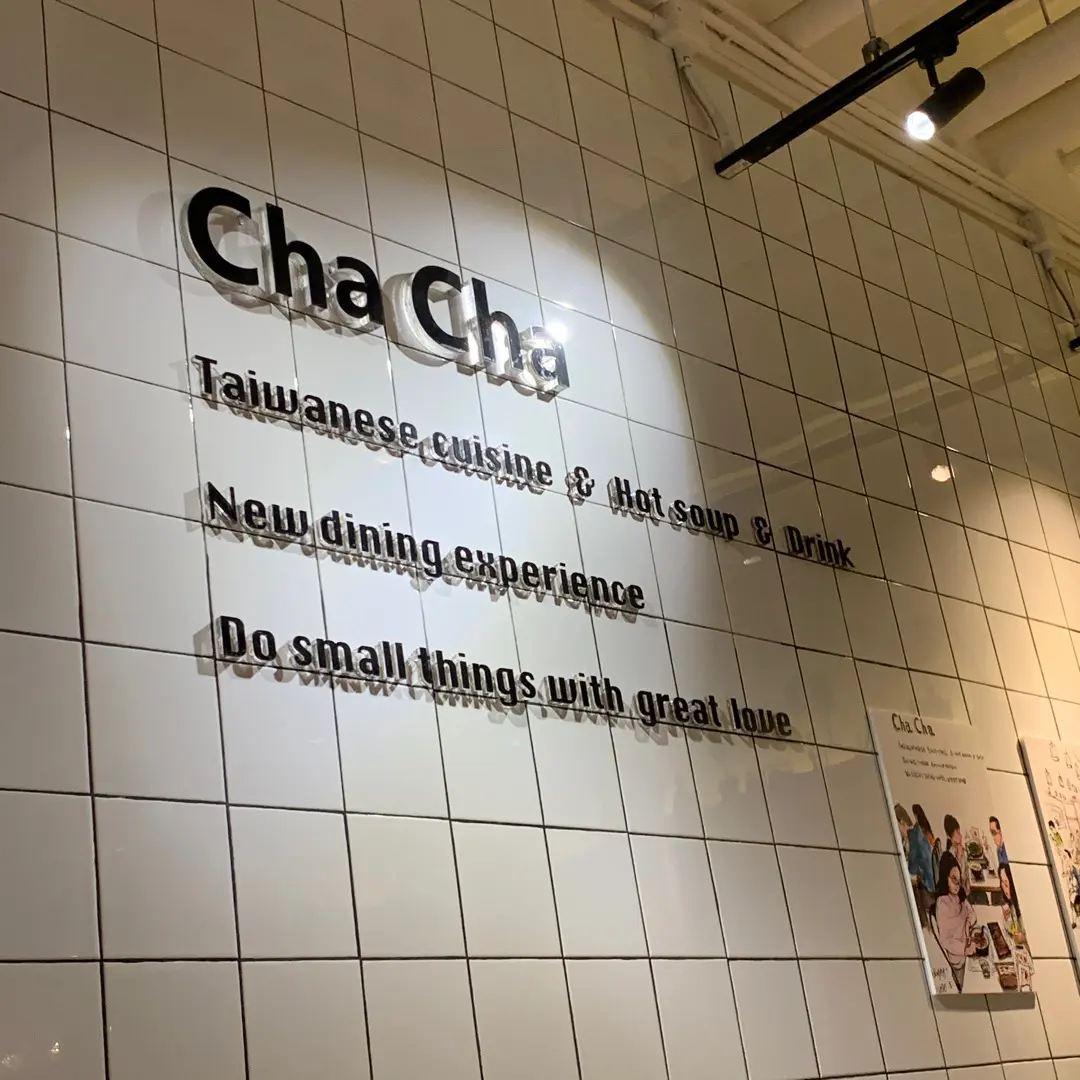 Cha Cha
Taiwanese cuisine & Hot soup & Drink
New dining experience
Do small things with great love
Cha Cha